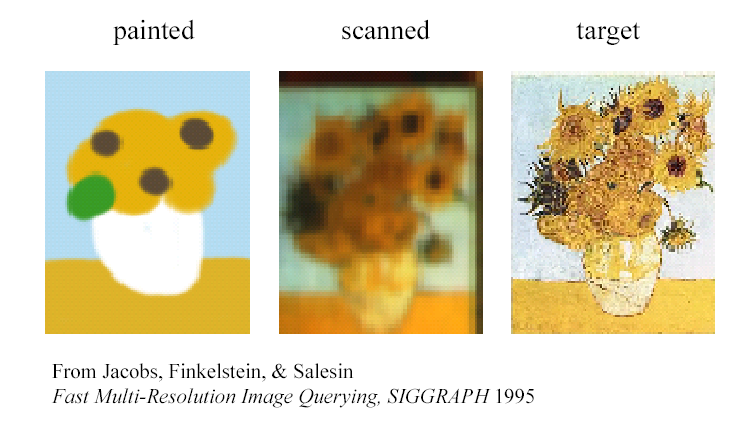 painted
scanned
target
From Jacobs, Finkelstein, & Salesin
Fast Multi-Resolution Image Querying, SIGGRAPH 1995